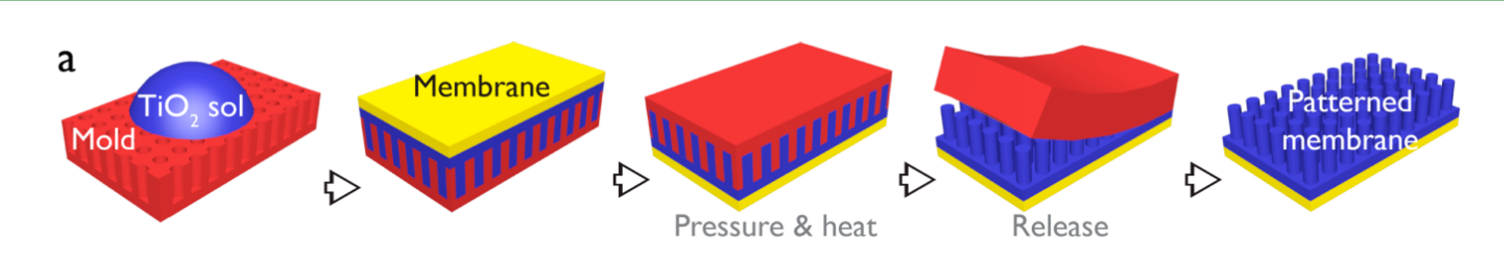 a
TiO₂ sol
Mold
Membrane
Pressure & heat
Release
Patterned
membrane